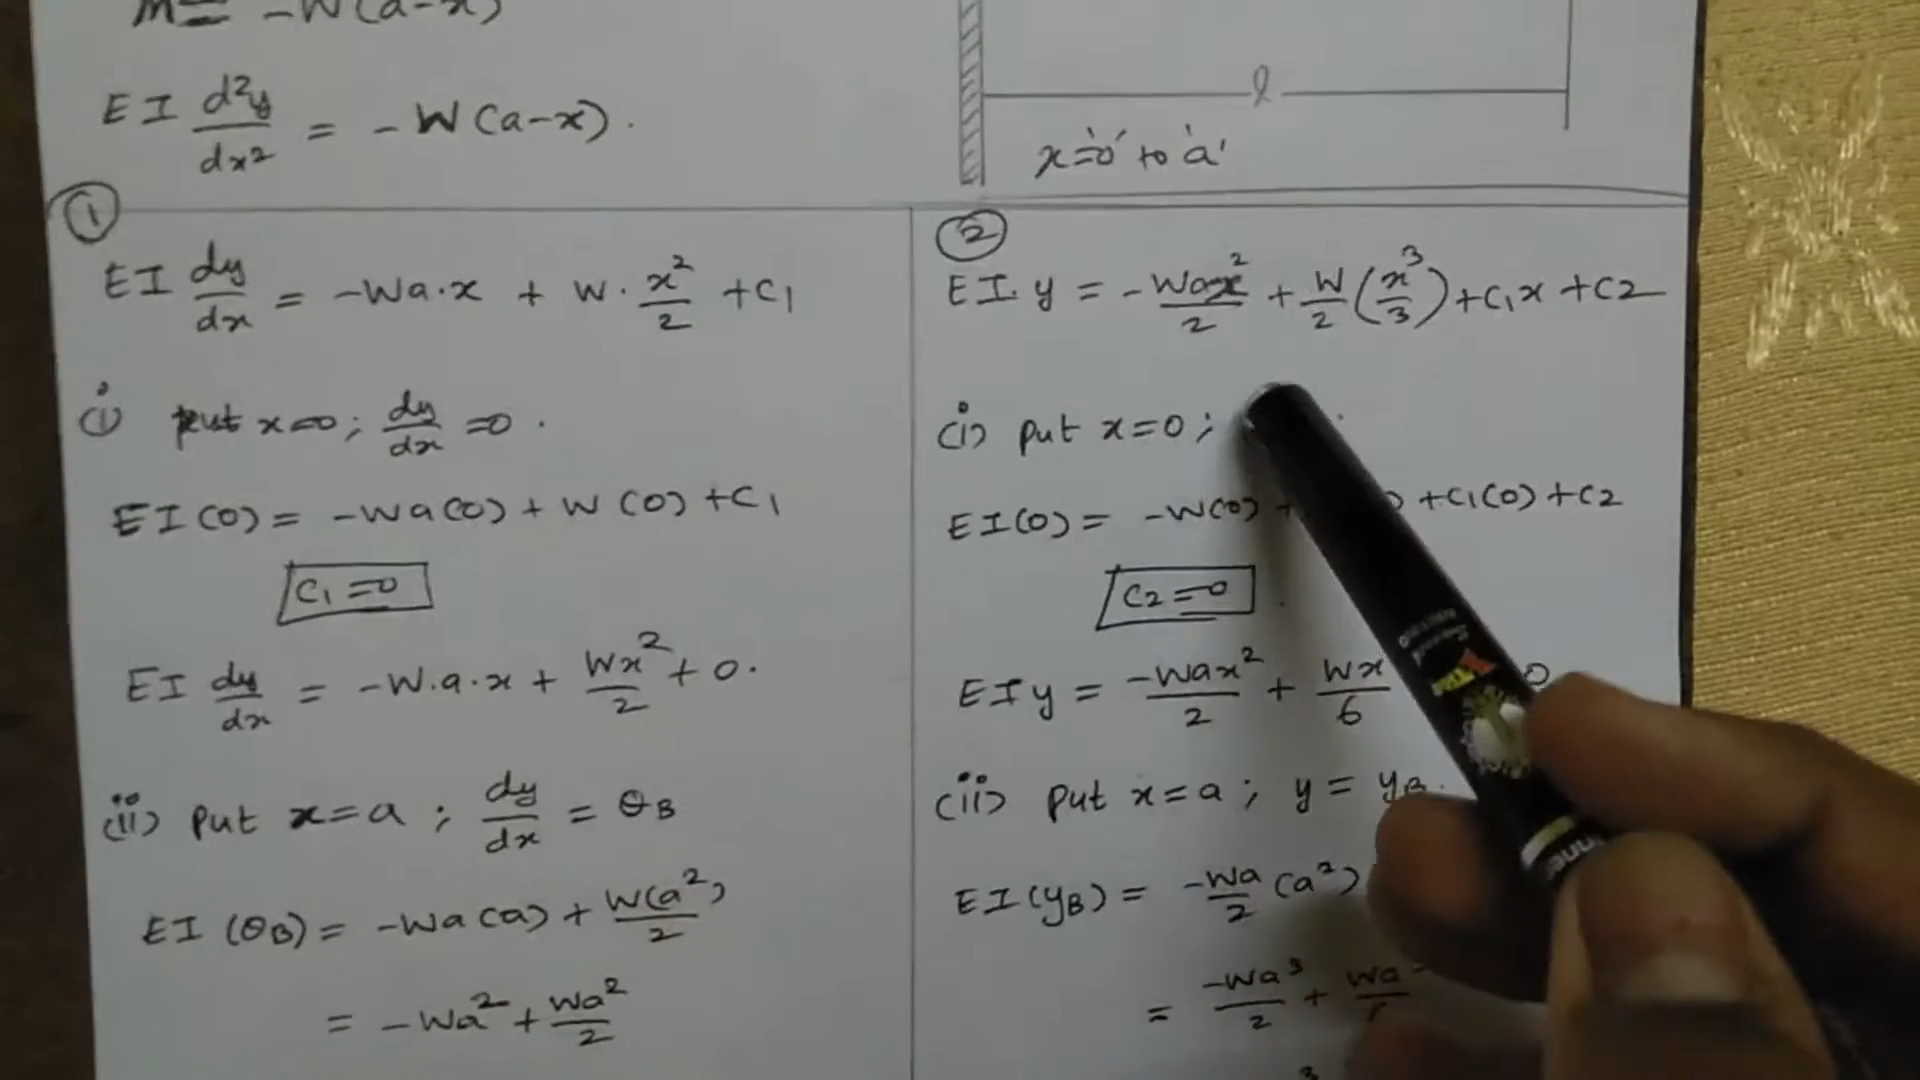 M = -W(a-x)
EI d²y/dx² = -W(a-x).
l
x='0' to 'a'
①
EI dy/dx = -Wa·x + W·x²/2 + C1
(i) put x=0; dy/dx = 0.
EI(0) = -Wa(0) + W(0) + C1
C1=0
EI dy/dx = -W.a.x + Wx²/2 + 0.
(ii) put x=a; dy/dx = θB
EI(θB) = -Wa(a) + W(a²)/2
= -Wa² + Wa²/2
②
EI.y = -Wax²/2 + W/2(x³/3) + C1x + C2
(i) put x=0;
EI(0) = -W(0) + C1(0) + C2
C2=0
EIy = -Wax²/2 + Wx/6 0
(ii) put x=a; y = yB.
EI(yB) = -Wa/2(a²)
= -Wa³/2 + Wa